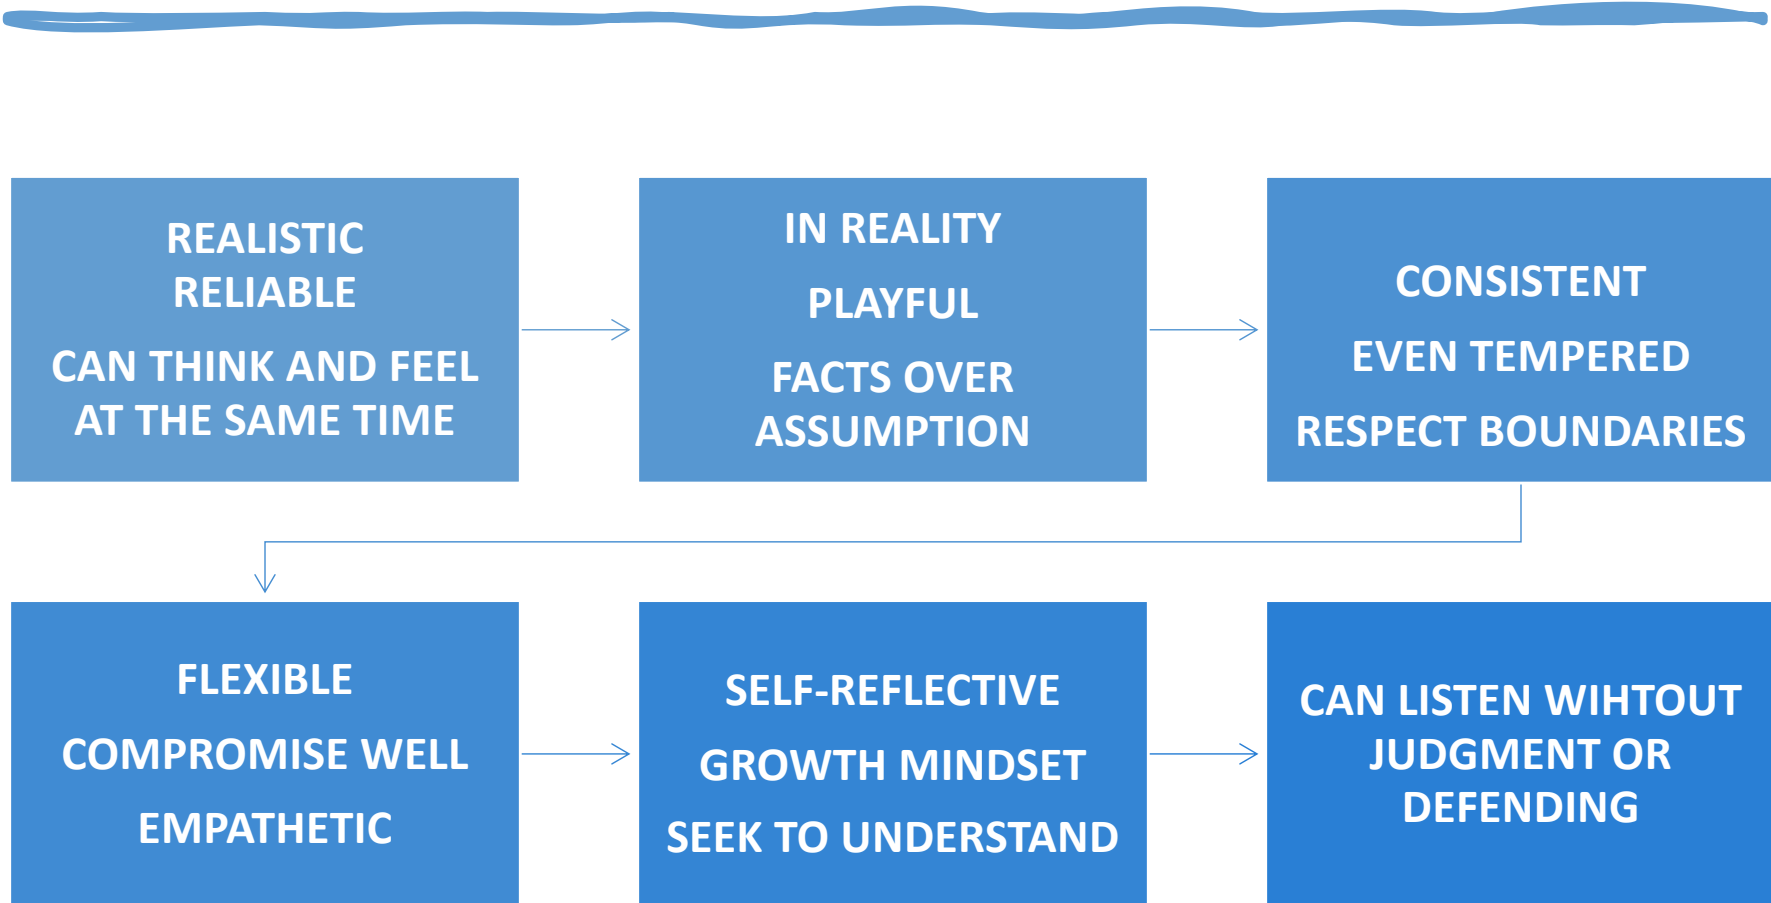 REALISTIC
RELIABLE
CAN THINK AND FEEL
AT THE SAME TIME
IN REALITY
PLAYFUL
FACTS OVER
ASSUMPTION
CONSISTENT
EVEN TEMPERED
RESPECT BOUNDARIES
FLEXIBLE
COMPROMISE WELL
EMPATHETIC
SELF-REFLECTIVE
GROWTH MINDSET
SEEK TO UNDERSTAND
CAN LISTEN WIHTOUT
JUDGMENT OR
DEFENDING